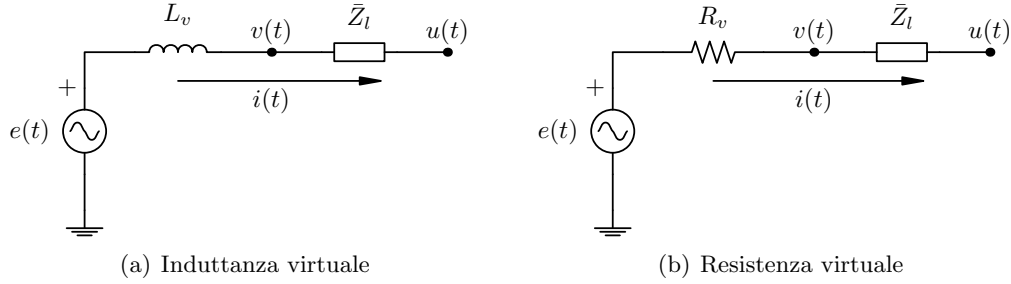 L_v
v(t)
Z̄_l
u(t)
+
i(t)
e(t)
(a) Induttanza virtuale
R_v
v(t)
Z̄_l
u(t)
+
i(t)
e(t)
(b) Resistenza virtuale